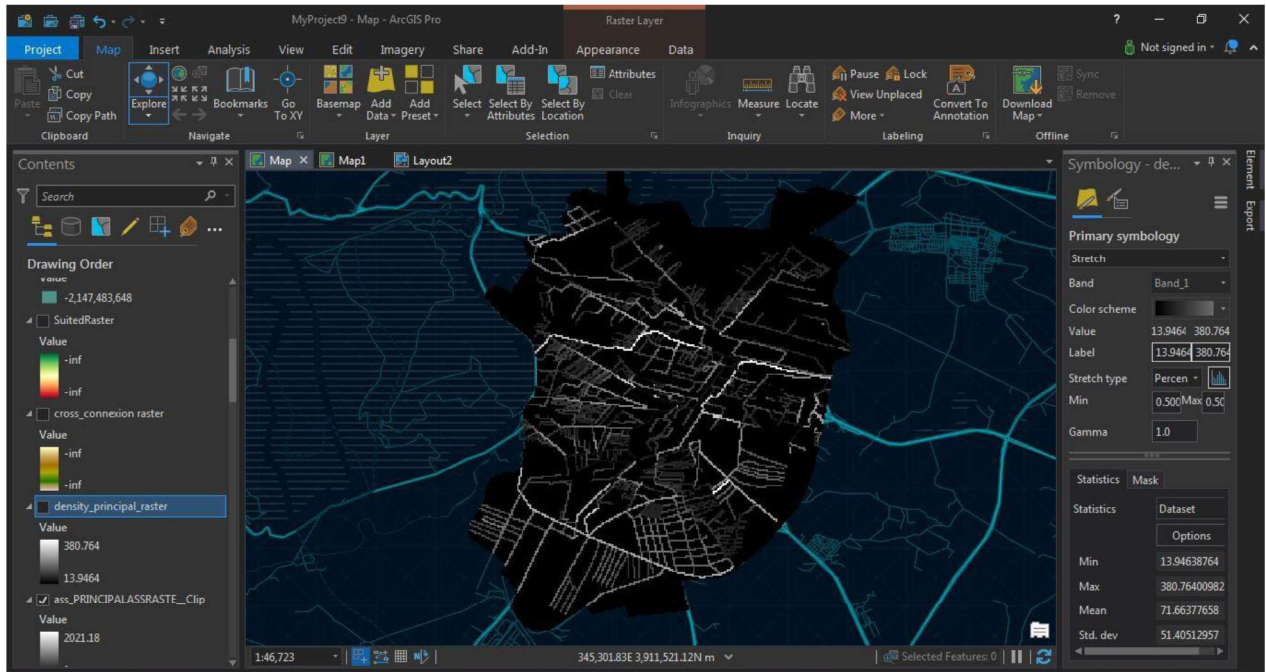 MyProject9 - Map - ArcGIS Pro
Raster Layer
?
Project Map Insert Analysis View Edit Imagery Share Add-In Appearance Data
Not signed in
Paste
Cut
Copy
Copy Path
Clipboard
Explore
Bookmarks
Go To XY
Navigate
Basemap
Add Data
Add Preset
Layer
Select
Select By Attributes
Select By Location
Attributes
Clear
Selection
Infographics
Measure
Locate
Inquiry
Pause
Lock
View Unplaced
More
Convert To Annotation
Labeling
Download Map
Sync
Remove
Offline
Contents
Search
Drawing Order
Value
-2,147,483,648
SuitedRaster
Value
-inf
-inf
cross_connexion raster
Value
-inf
-inf
density_principal_raster
Value
380.764
13.9464
ass_PRINCIPALASSRASTE__Clip
Value
2021.18
Map
Map1
Layout2
1:46,723
345,301.83E 3,911,521.12N m
Selected Features: 0
Symbology - de...
Primary symbology
Stretch
Band Band_1
Color scheme
Value 13.9464 380.764
Label 13.9464 380.764
Stretch type Percen
Min 0.500 Max 0.50
Gamma 1.0
Statistics Mask
Statistics Dataset
Options
Min 13.94638764
Max 380.76400982
Mean 71.66377658
Std. dev 51.40512957
Element
Export